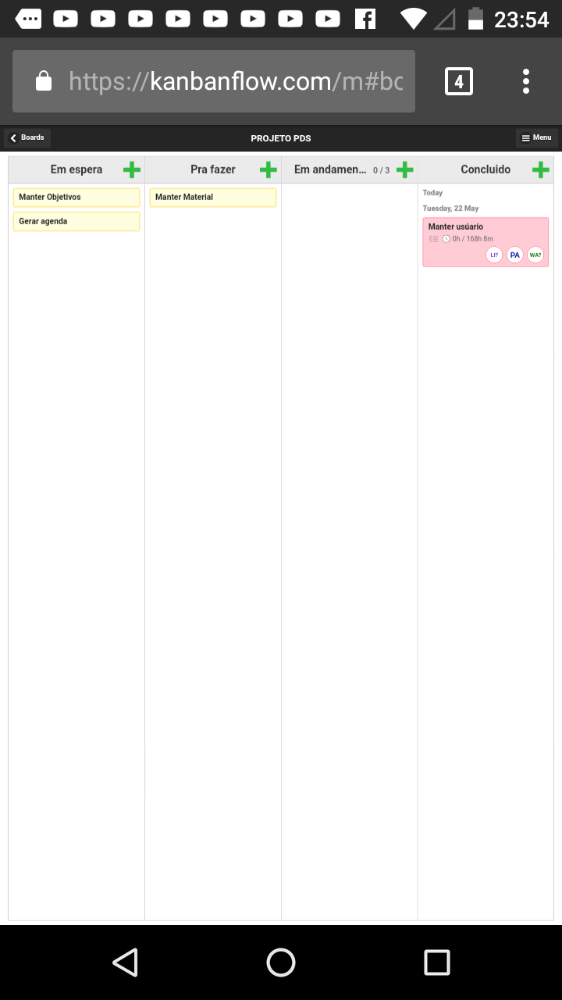 23:54
https://kanbanflow.com/m#bc
4
Boards
PROJETO PDS
Menu
Em espera
Pra fazer
Em andamen... 0 / 3
Concluido
Manter Objetivos
Gerar agenda
Manter Material
Today
Tuesday, 22 May
Manter usúario
0h / 168h 8m
LI? PA WA?